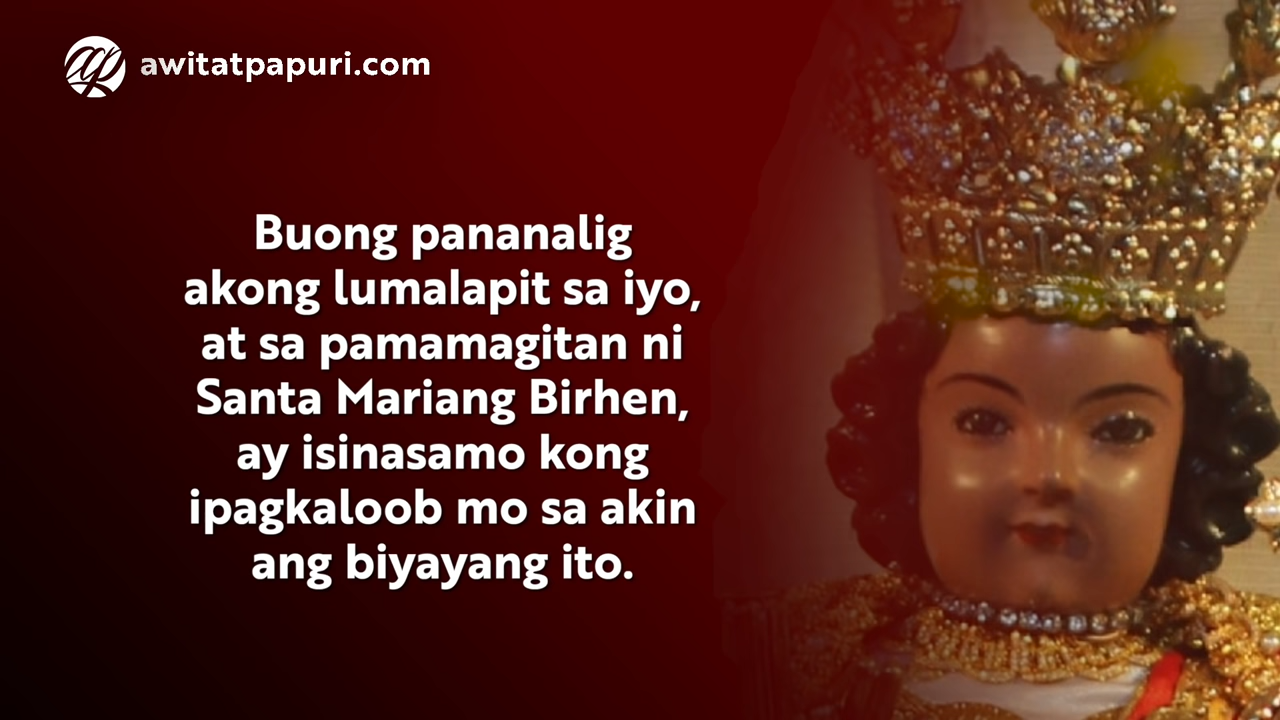 awitatpapuri.com
Buong pananalig
akong lumalapit sa iyo,
at sa pamamagitan ni
Santa Mariang Birhen,
ay isinasamo kong
ipagkaloob mo sa akin
ang biyayang ito.